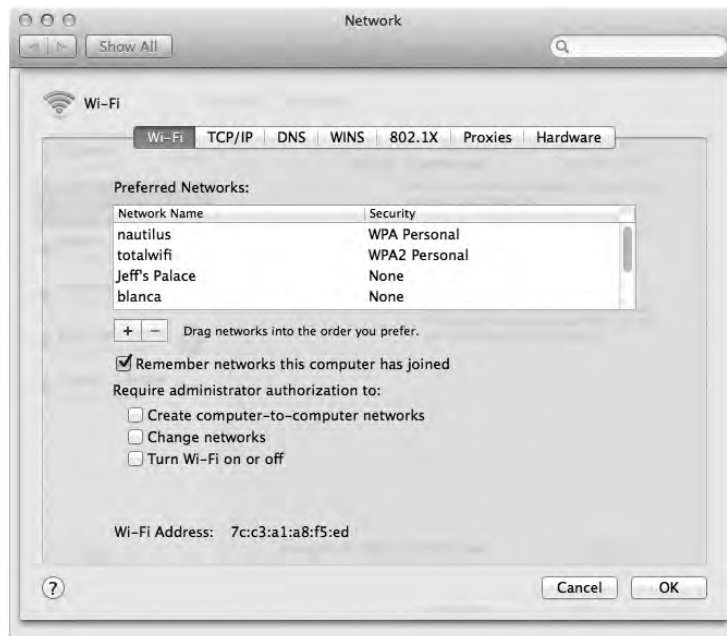 Network
Show All
Wi-Fi
Wi-Fi TCP/IP DNS WINS 802.1X Proxies Hardware
Preferred Networks:
Network Name Security
nautilus WPA Personal
totalwifi WPA2 Personal
Jeff's Palace None
blanca None
+ − Drag networks into the order you prefer.
Remember networks this computer has joined
Require administrator authorization to:
Create computer-to-computer networks
Change networks
Turn Wi-Fi on or off
Wi-Fi Address: 7c:c3:a1:a8:f5:ed
? Cancel OK